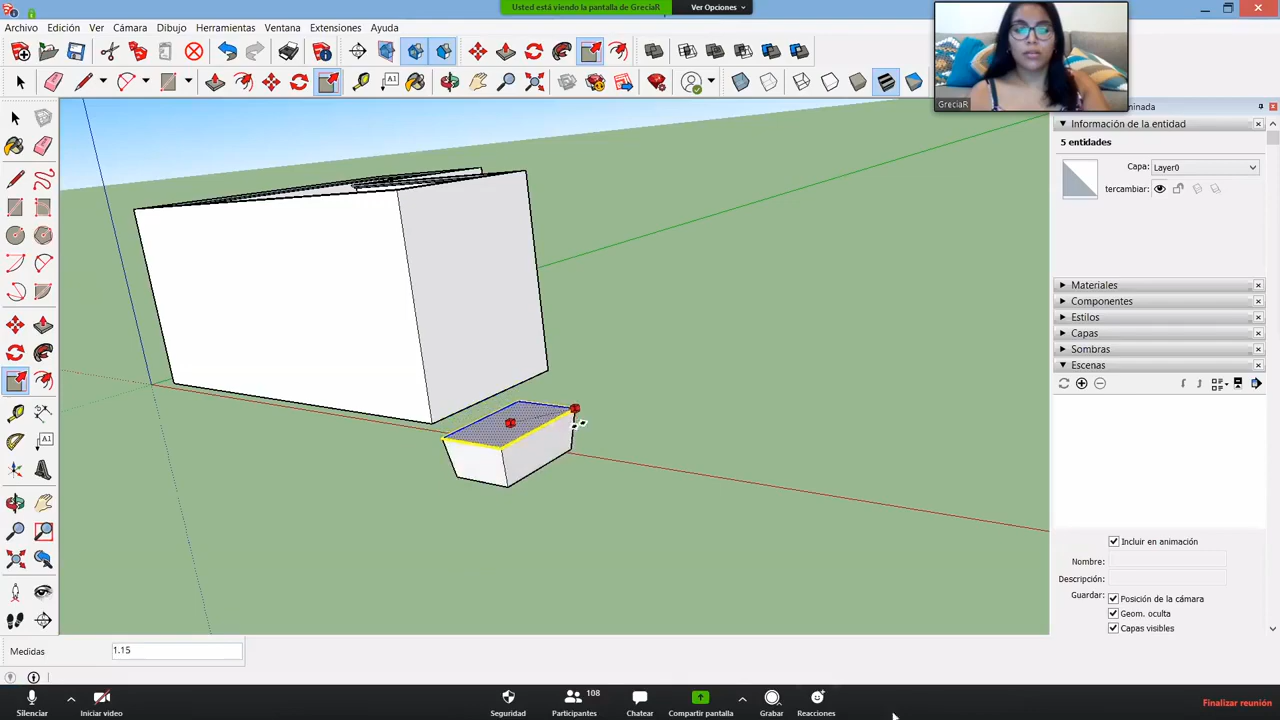 Usted está viendo la pantalla de GreciaR
Ver Opciones
Archivo Edición Ver Cámara Dibujo Herramientas Ventana Extensiones Ayuda
GreciaR
minada
Información de la entidad
5 entidades
Capa: Layer0
tercambiar:
Materiales
Componentes
Estilos
Capas
Sombras
Escenas
Incluir en animación
Nombre:
Descripción:
Guardar: Posición de la cámara
Geom. oculta
Capas visibles
Medidas 1.15
108
Silenciar Iniciar video Seguridad Participantes Chatear Compartir pantalla Grabar Reacciones Finalizar reunión